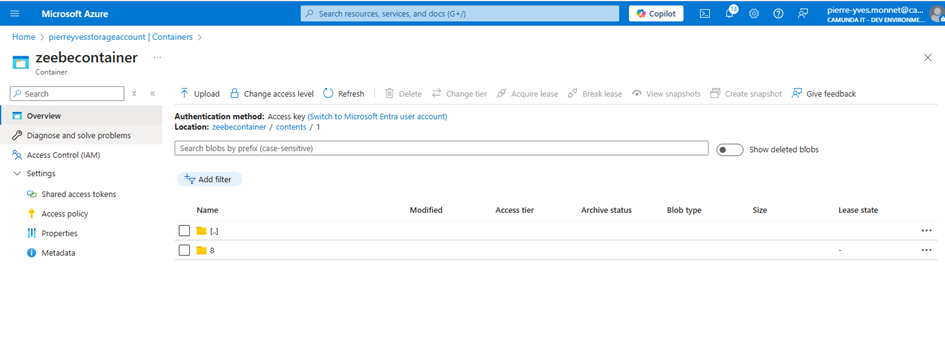 Microsoft Azure
Search resources, services, and docs (G+/)
Copilot
13
pierre-yves.monnet@ca...
CAMUNDA IT - DEV ENVIRONME...
Home > pierreyvesstorageaccount | Containers >
zeebecontainer ...
Container
Search
Overview
Diagnose and solve problems
Access Control (IAM)
Settings
Shared access tokens
Access policy
Properties
Metadata
Upload Change access level Refresh Delete Change tier Acquire lease Break lease View snapshots Create snapshot Give feedback
Authentication method: Access key (Switch to Microsoft Entra user account)
Location: zeebecontainer / contents / 1
Search blobs by prefix (case-sensitive)
Show deleted blobs
Add filter
Name Modified Access tier Archive status Blob type Size Lease state
[..] ...
8 - ...